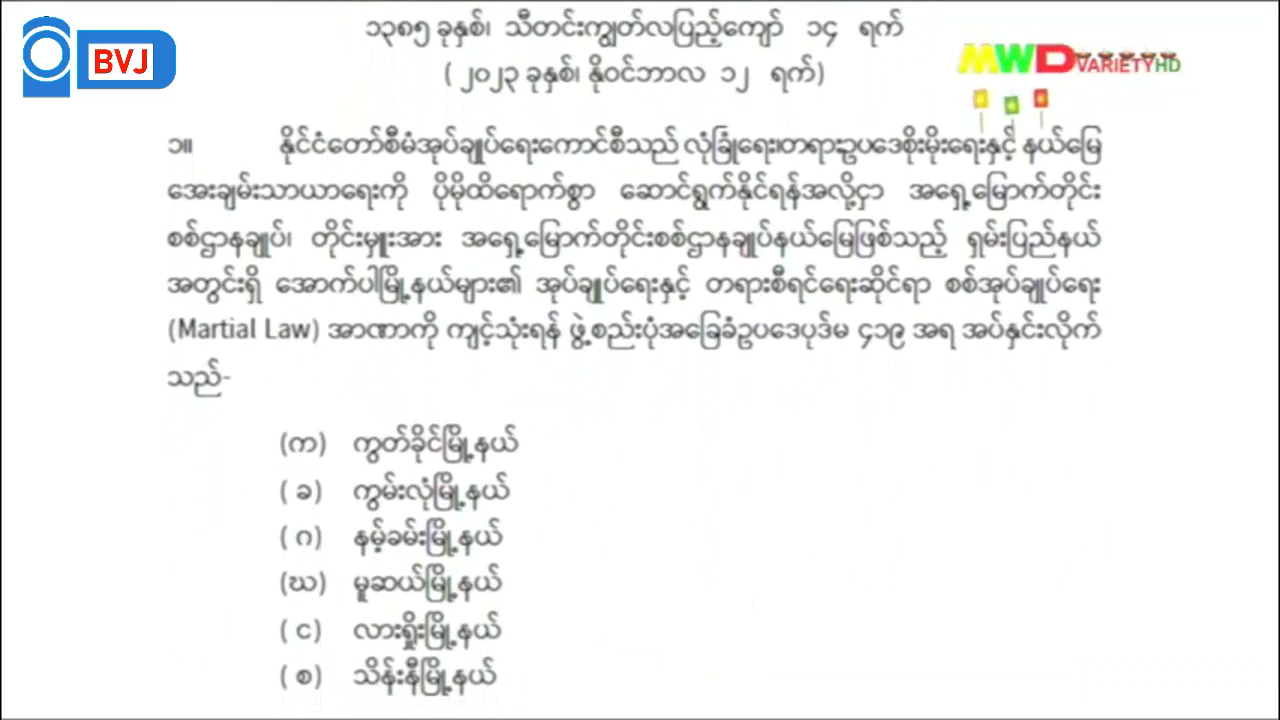 BVJ
၁၃၈၅ ခုနှစ်၊ သီတင်းကျွတ်လပြည့်ကျော် ၁၄ ရက်
(၂၀၂၃ ခုနှစ်၊ နိုဝင်ဘာလ ၁၂ ရက်)
MWD VARIETY HD
၁။ နိုင်ငံတော်စီမံအုပ်ချုပ်ရေးကောင်စီသည် လုံခြုံရေး၊တရားဥပဒေစိုးမိုးရေးနှင့် နယ်မြေ
အေးချမ်းသာယာရေးကို ပိုမိုထိရောက်စွာ ဆောင်ရွက်နိုင်ရန်အလို့ငှာ အရှေ့မြောက်တိုင်း
စစ်ဌာနချုပ်၊ တိုင်းမှူးအား အရှေ့မြောက်တိုင်းစစ်ဌာနချုပ်နယ်မြေဖြစ်သည့် ရှမ်းပြည်နယ်
အတွင်းရှိ အောက်ပါမြို့နယ်များ၏ အုပ်ချုပ်ရေးနှင့် တရားစီရင်ရေးဆိုင်ရာ စစ်အုပ်ချုပ်ရေး
(Martial Law) အာဏာကို ကျင့်သုံးရန် ဖွဲ့စည်းပုံအခြေခံဥပဒေပုဒ်မ ၄၁၉ အရ အပ်နှင်းလိုက်
သည်-
(က) ကွတ်ခိုင်မြို့နယ်
( ခ) ကွမ်းလုံမြို့နယ်
( ဂ) နမ့်ခမ်းမြို့နယ်
(ဃ) မူဆယ်မြို့နယ်
( င) လားရှိုးမြို့နယ်
( စ) သိန်းနီမြို့နယ်